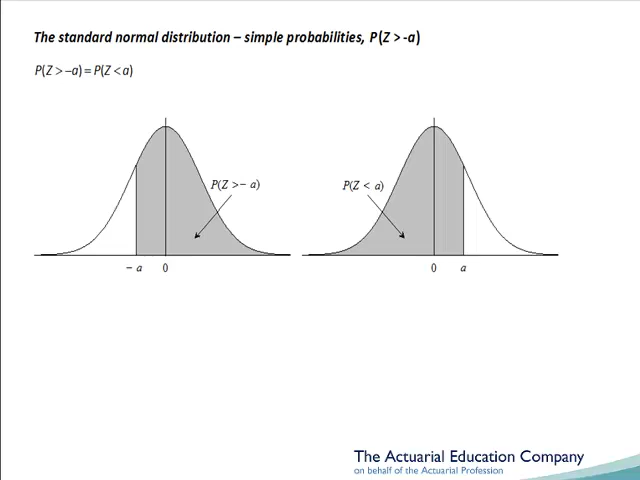 The standard normal distribution – simple probabilities, P(Z > -a)
P(Z > −a) = P(Z < a)
P(Z >− a)
P(Z < a)
− a 0
0 a
The Actuarial Education Company
on behalf of the Actuarial Profession